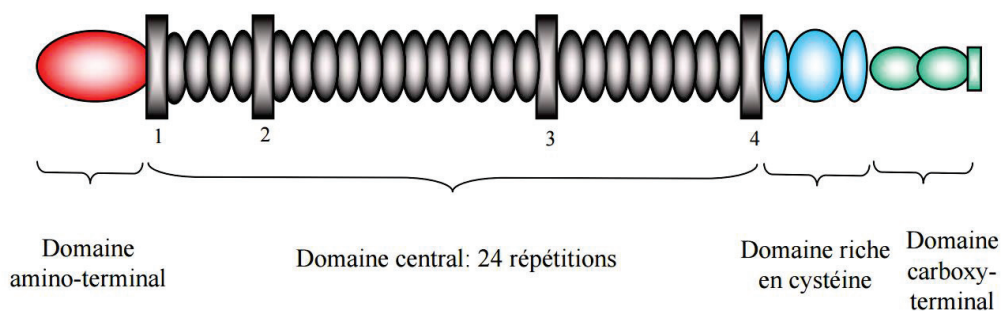 1
2
3
4
Domaine
amino-terminal
Domaine central: 24 répétitions
Domaine riche
en cystéine
Domaine
carboxy-
terminal